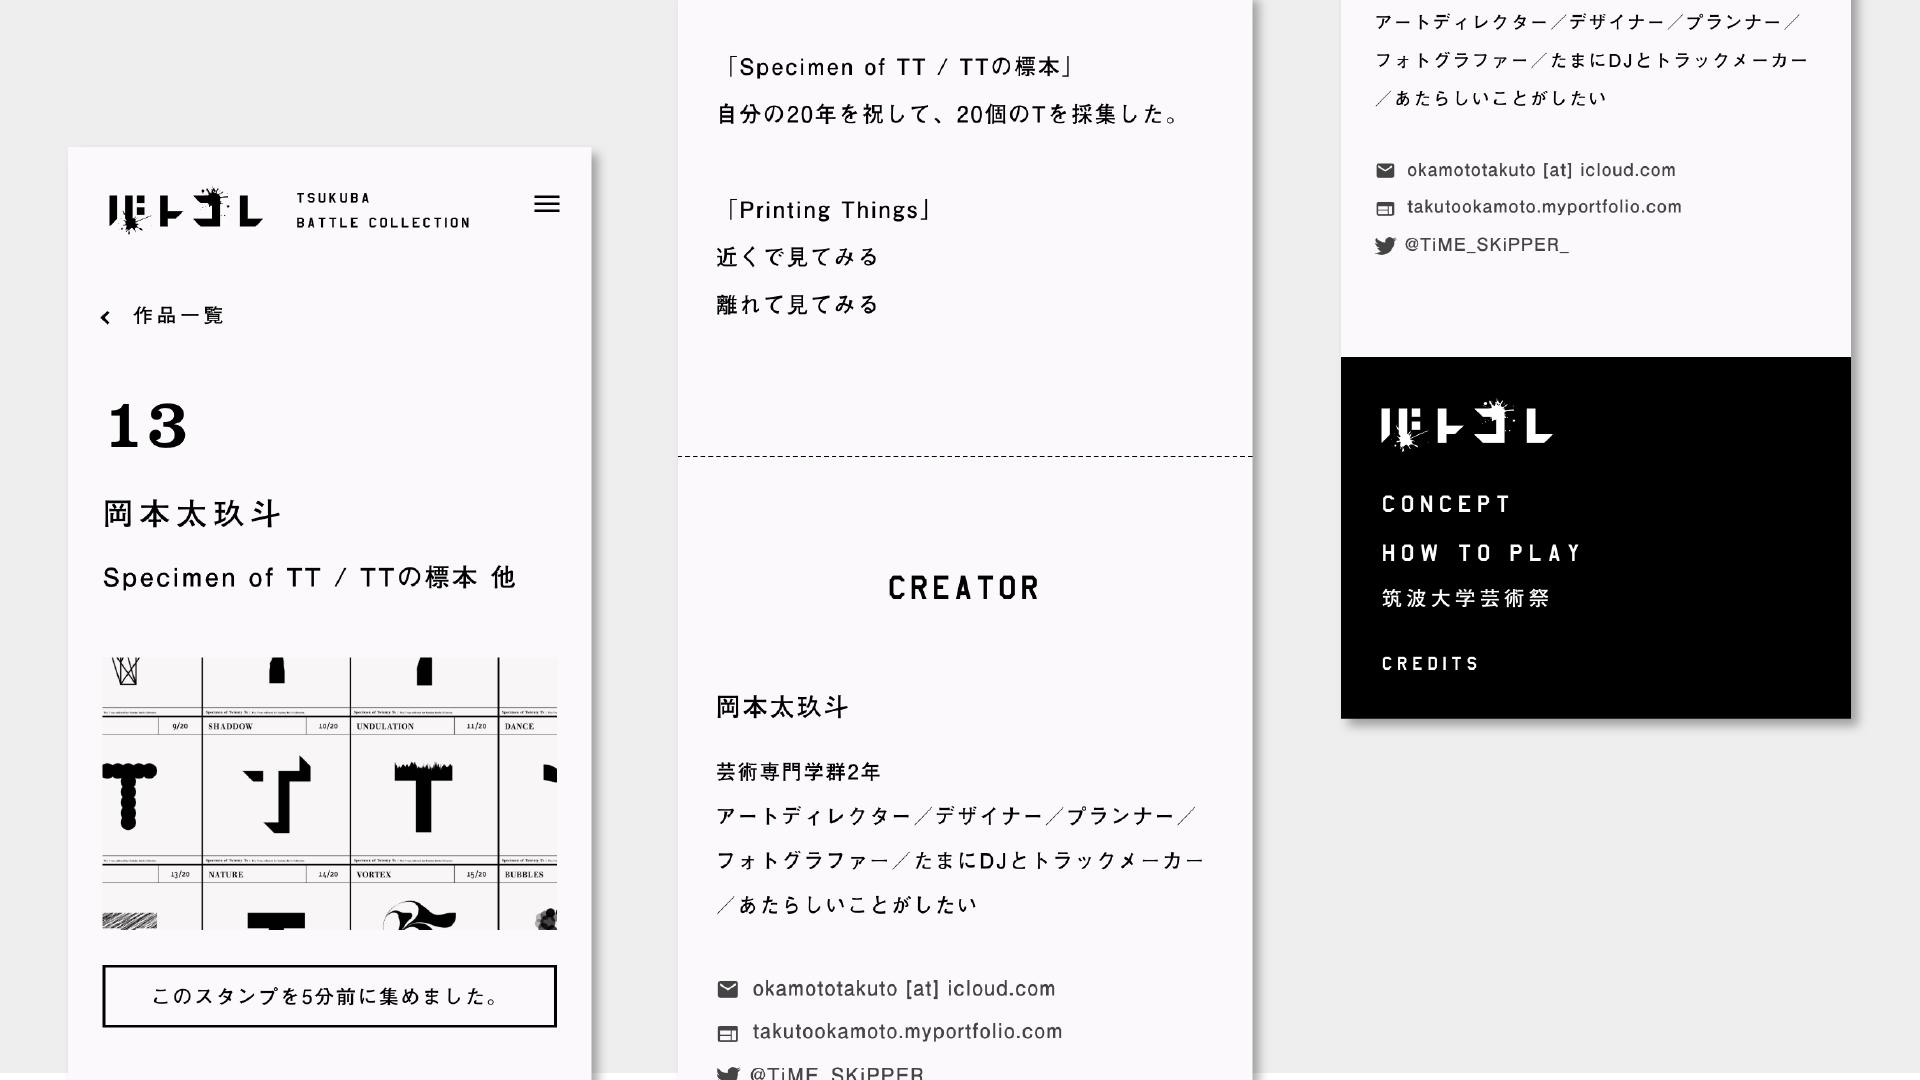 バトコレ
TSUKUBA
BATTLE COLLECTION
作品一覧
13
岡本太玖斗
Specimen of TT / TTの標本 他
9/20
SHADDOW
10/20
UNDULATION
11/20
DANCE
13/20
NATURE
14/20
VORTEX
15/20
BUBBLES
このスタンプを5分前に集めました。
「Specimen of TT / TTの標本」
自分の20年を祝して、20個のTを採集した。
「Printing Things」
近くで見てみる
離れて見てみる
CREATOR
岡本太玖斗
芸術専門学群2年
アートディレクター／デザイナー／プランナー／
フォトグラファー／たまにDJとトラックメーカー
／あたらしいことがしたい
okamototakuto [at] icloud.com
takutookamoto.myportfolio.com
@TiME_SKiPPER_
アートディレクター／デザイナー／プランナー／
フォトグラファー／たまにDJとトラックメーカー
／あたらしいことがしたい
okamototakuto [at] icloud.com
takutookamoto.myportfolio.com
@TiME_SKiPPER_
バトコレ
CONCEPT
HOW TO PLAY
筑波大学芸術祭
CREDITS